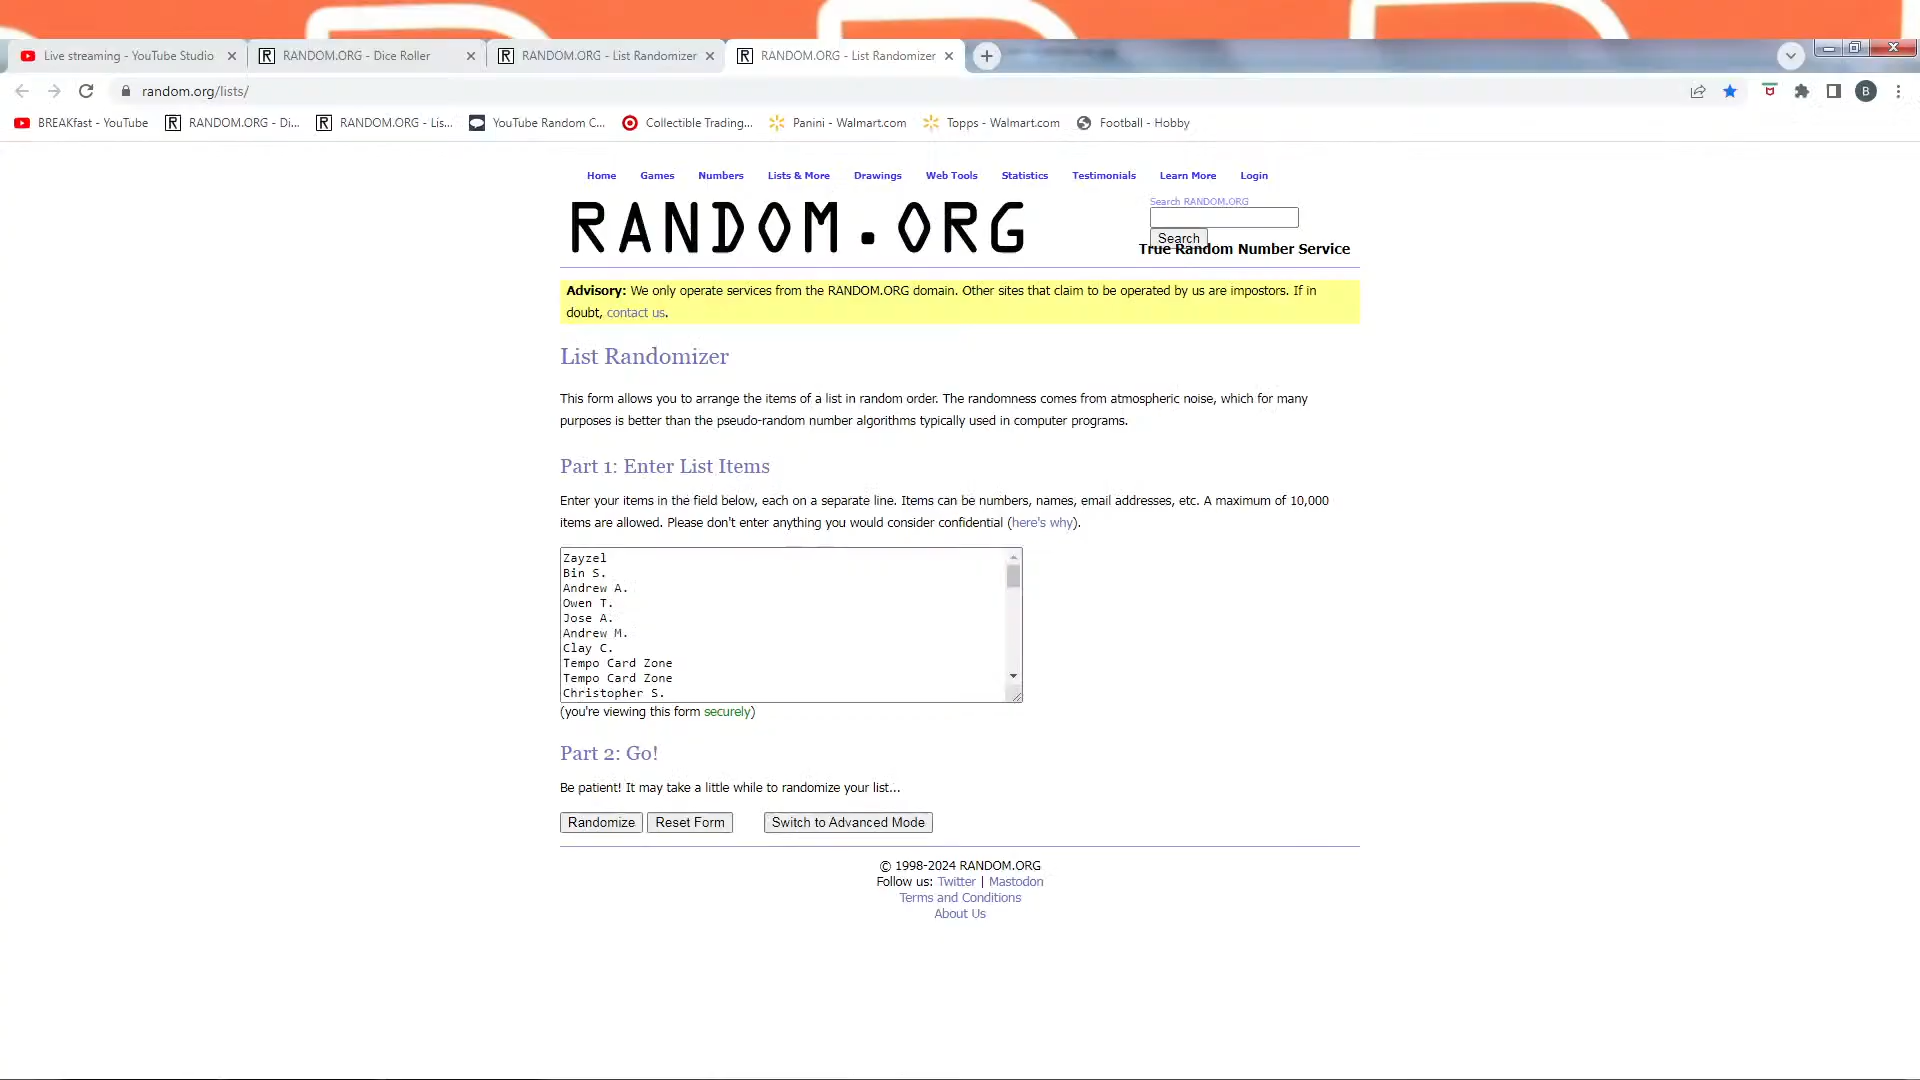 Live streaming - YouTube Studio
RANDOM.ORG - Dice Roller
RANDOM.ORG - List Randomizer
RANDOM.ORG - List Randomizer
random.org/lists/
B
BREAKfast - YouTube
RANDOM.ORG - Di...
RANDOM.ORG - Lis...
YouTube Random C...
Collectible Trading...
Panini - Walmart.com
Topps - Walmart.com
Football - Hobby
Home Games Numbers Lists & More Drawings Web Tools Statistics Testimonials Learn More Login
RANDOM.ORG
Search RANDOM.ORG
Search
True Random Number Service
Advisory: We only operate services from the RANDOM.ORG domain. Other sites that claim to be operated by us are impostors. If in
doubt, contact us.
List Randomizer
This form allows you to arrange the items of a list in random order. The randomness comes from atmospheric noise, which for many
purposes is better than the pseudo-random number algorithms typically used in computer programs.
Part 1: Enter List Items
Enter your items in the field below, each on a separate line. Items can be numbers, names, email addresses, etc. A maximum of 10,000
items are allowed. Please don't enter anything you would consider confidential (here's why).
Zayzel
Bin S.
Andrew A.
Owen T.
Jose A.
Andrew M.
Clay C.
Tempo Card Zone
Tempo Card Zone
Christopher S.
(you're viewing this form securely)
Part 2: Go!
Be patient! It may take a little while to randomize your list...
Randomize Reset Form Switch to Advanced Mode
© 1998-2024 RANDOM.ORG
Follow us: Twitter | Mastodon
Terms and Conditions
About Us